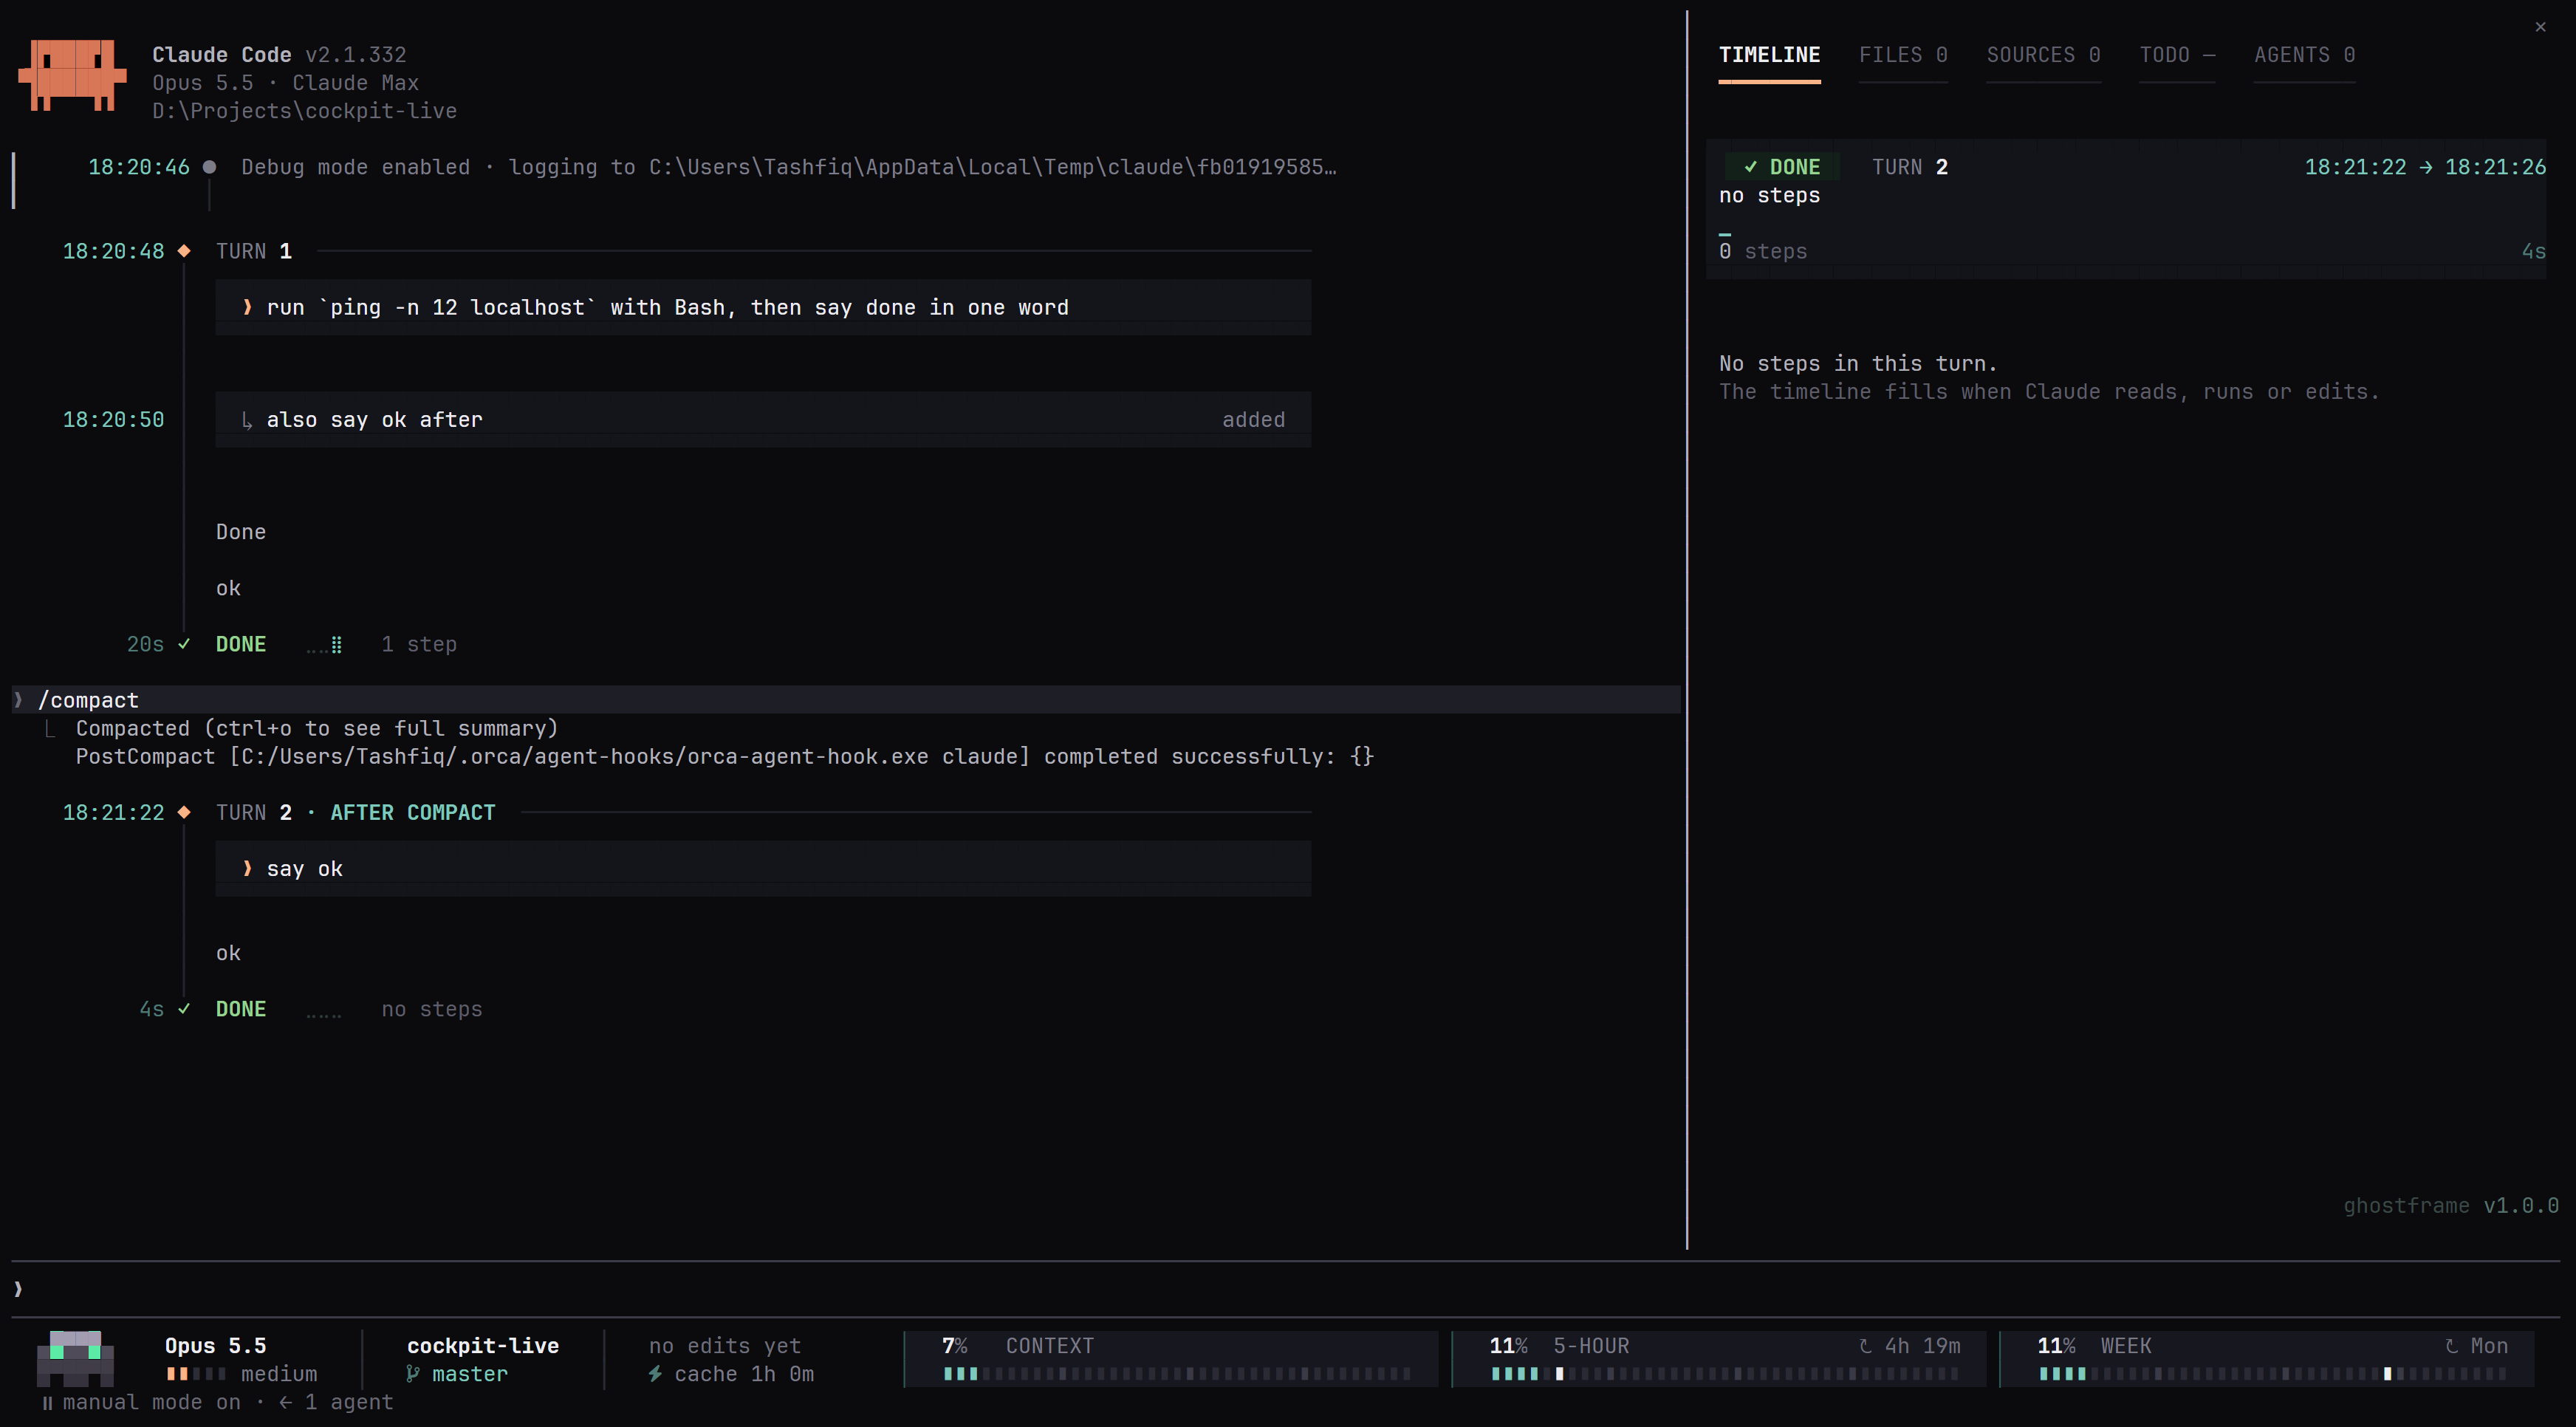 ×
Claude Code v2.1.332
Opus 5.5 · Claude Max
D:\Projects\cockpit-live
TIMELINE FILES 0 SOURCES 0 TODO — AGENTS 0
18:20:46 ● Debug mode enabled · logging to C:\Users\Tashfiq\AppData\Local\Temp\claude\fb01919585…
18:20:48 ◆ TURN 1
❯ run `ping -n 12 localhost` with Bash, then say done in one word
18:20:50 ↳ also say ok after added
Done
ok
20s ✓ DONE 1 step
❯ /compact
⎿ Compacted (ctrl+o to see full summary)
PostCompact [C:/Users/Tashfiq/.orca/agent-hooks/orca-agent-hook.exe claude] completed successfully: {}
18:21:22 ◆ TURN 2 · AFTER COMPACT
❯ say ok
ok
4s ✓ DONE no steps
✓ DONE TURN 2 18:21:22 → 18:21:26
no steps
0 steps 4s
No steps in this turn.
The timeline fills when Claude reads, runs or edits.
ghostframe v1.0.0
❯
Opus 5.5 cockpit-live no edits yet 7% CONTEXT 11% 5-HOUR ↻ 4h 19m 11% WEEK ↻ Mon
medium master cache 1h 0m
⏸ manual mode on · ← 1 agent